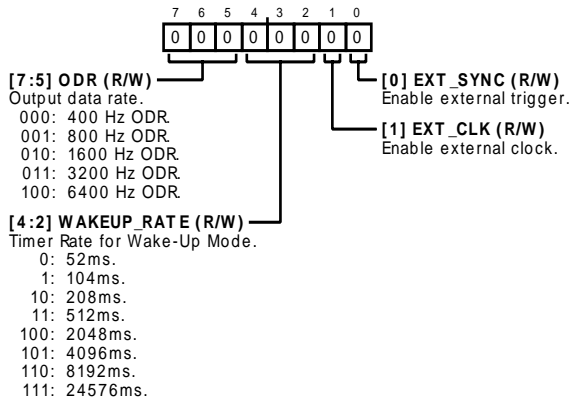 7 6 5 4 3 2 1 0
0 0 0 0 0 0 0 0
[7:5] ODR (R/W)
Output data rate.
000: 400 Hz ODR.
001: 800 Hz ODR.
010: 1600 Hz ODR.
011: 3200 Hz ODR.
100: 6400 Hz ODR.
[4:2] WAKEUP_RATE (R/W)
Timer Rate for Wake-Up Mode.
0: 52ms.
1: 104ms.
10: 208ms.
11: 512ms.
100: 2048ms.
101: 4096ms.
110: 8192ms.
111: 24576ms.
[0] EXT_SYNC (R/W)
Enable external trigger.
[1] EXT_CLK (R/W)
Enable external clock.